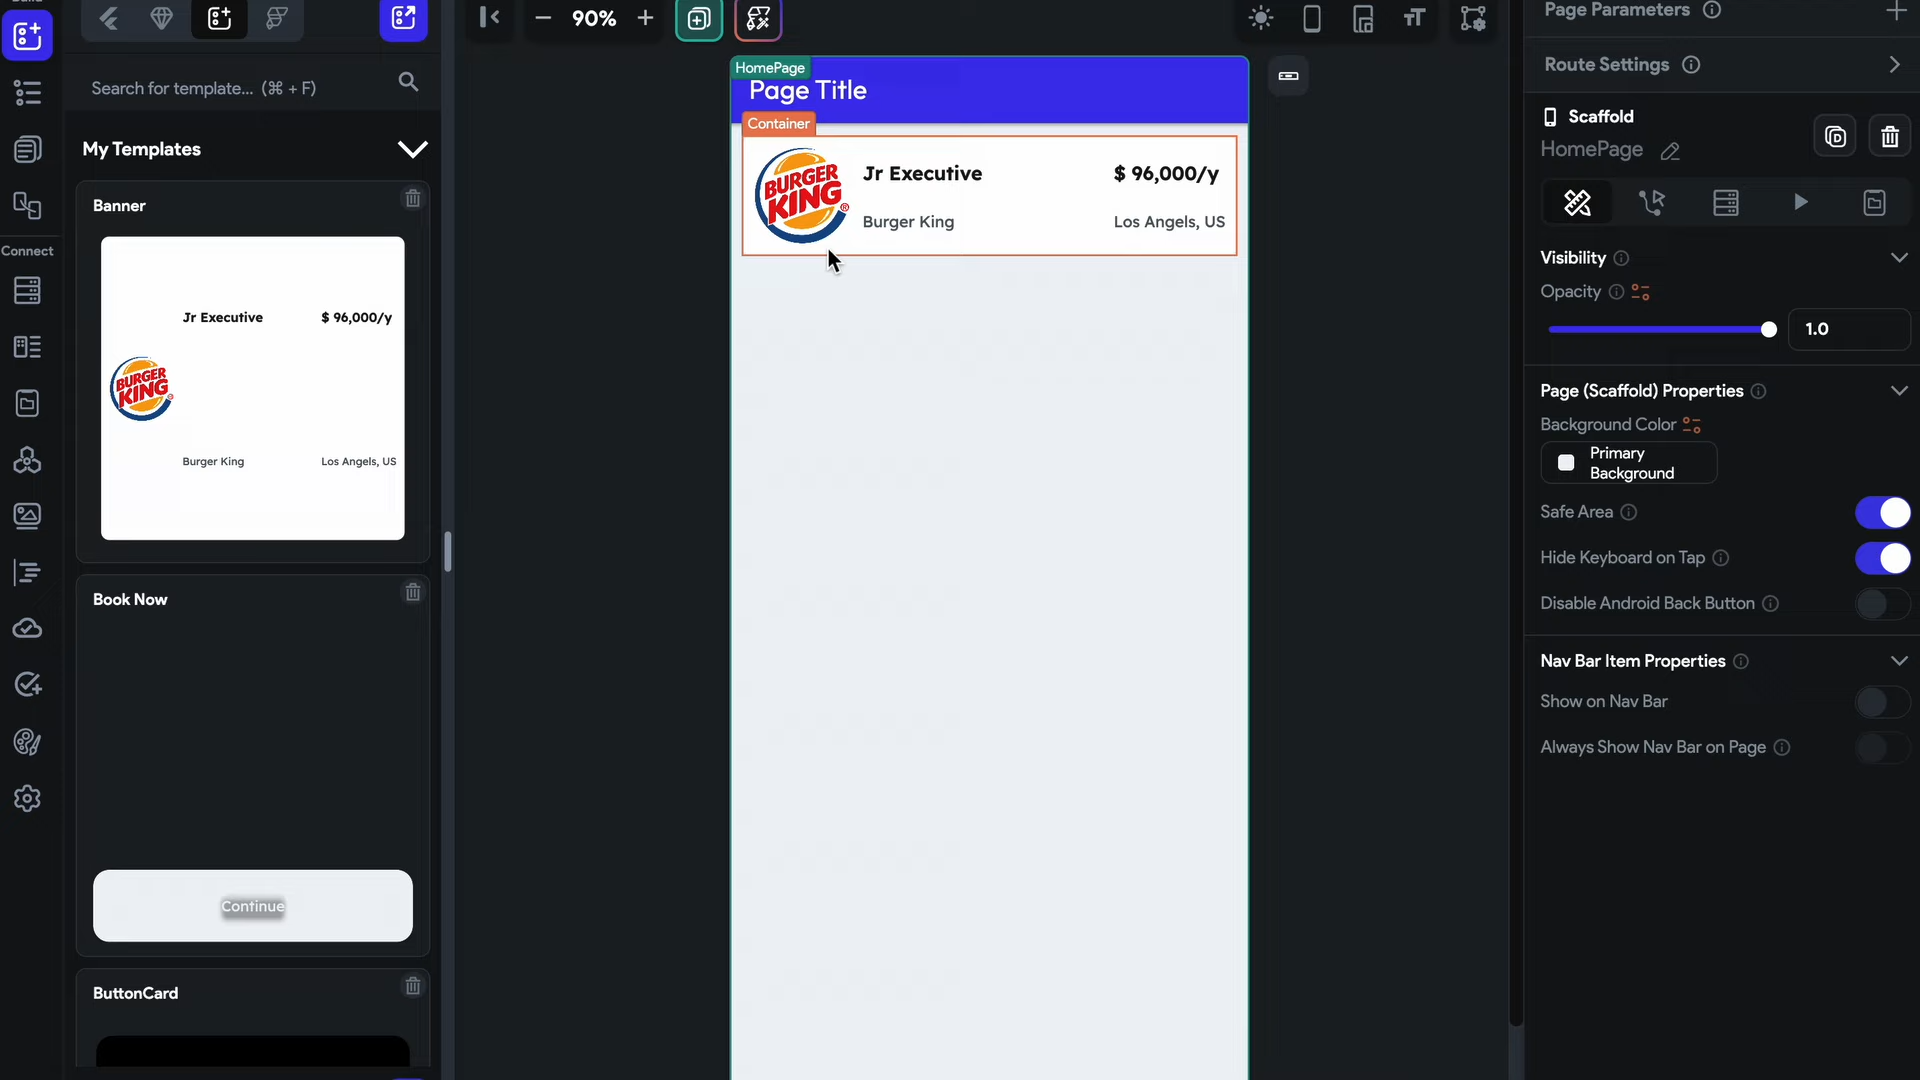 90%
Search for template... (⌘ + F)
My Templates
Banner
Jr Executive
$ 96,000/y
BURGER
KING
Burger King
Los Angels, US
Book Now
Continue
ButtonCard
Connect
HomePage
Page Title
Container
BURGER
KING
®
Jr Executive
$ 96,000/y
Burger King
Los Angels, US
Page Parameters
Route Settings
Scaffold
HomePage
Visibility
Opacity
1.0
Page (Scaffold) Properties
Background Color
Primary
Background
Safe Area
Hide Keyboard on Tap
Disable Android Back Button
Nav Bar Item Properties
Show on Nav Bar
Always Show Nav Bar on Page